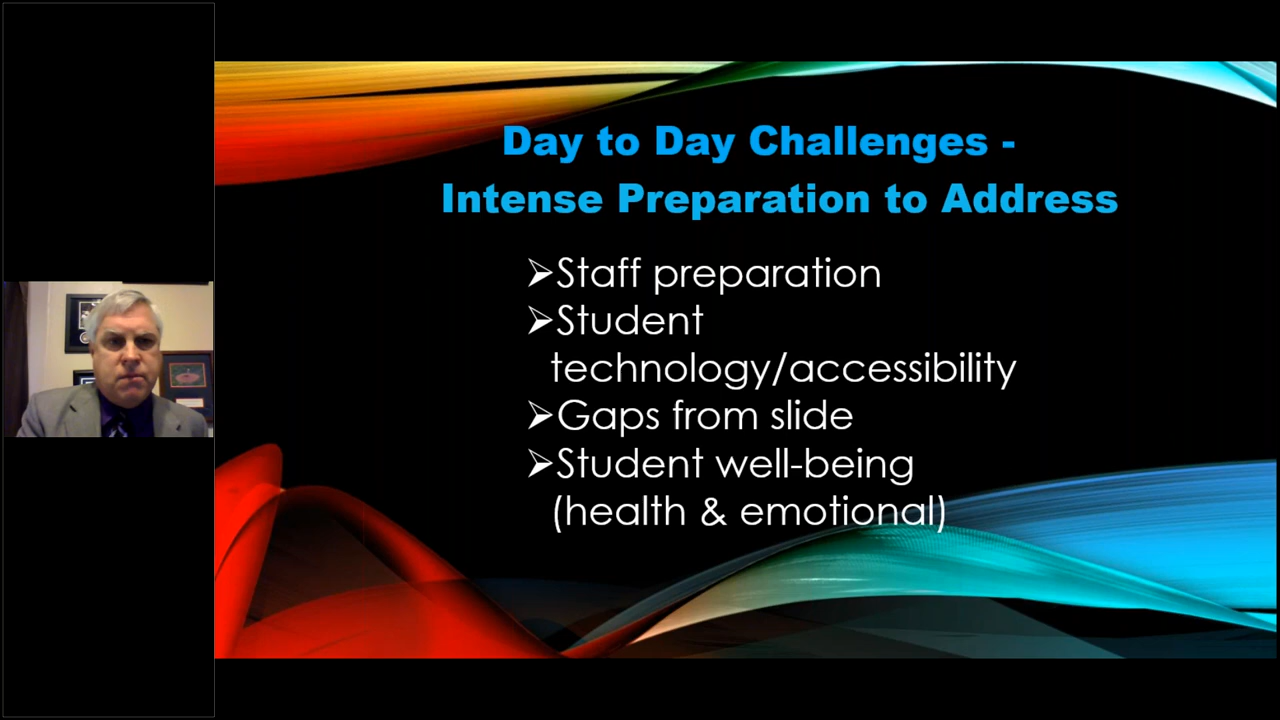 Day to Day Challenges -
Intense Preparation to Address
➢Staff preparation
➢Student
technology/accessibility
➢Gaps from slide
➢Student well-being
(health & emotional)